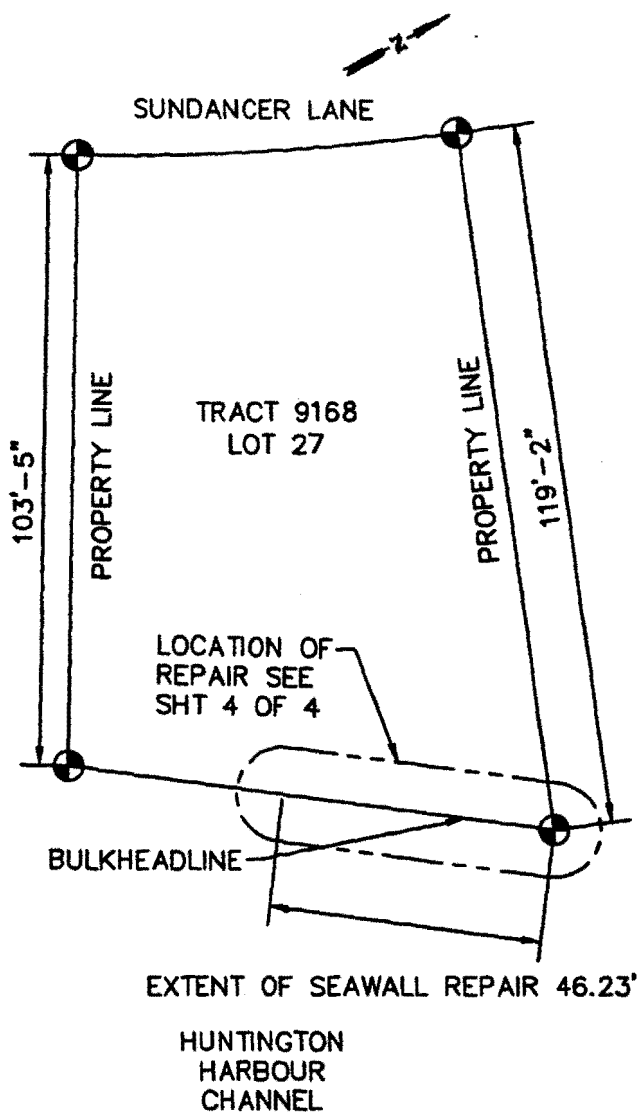 N
SUNDANCER LANE
103'-5"
PROPERTY LINE
TRACT 9168
LOT 27
PROPERTY LINE
119'-2"
LOCATION OF
REPAIR SEE
SHT 4 OF 4
BULKHEADLINE
EXTENT OF SEAWALL REPAIR 46.23'
HUNTINGTON
HARBOUR
CHANNEL